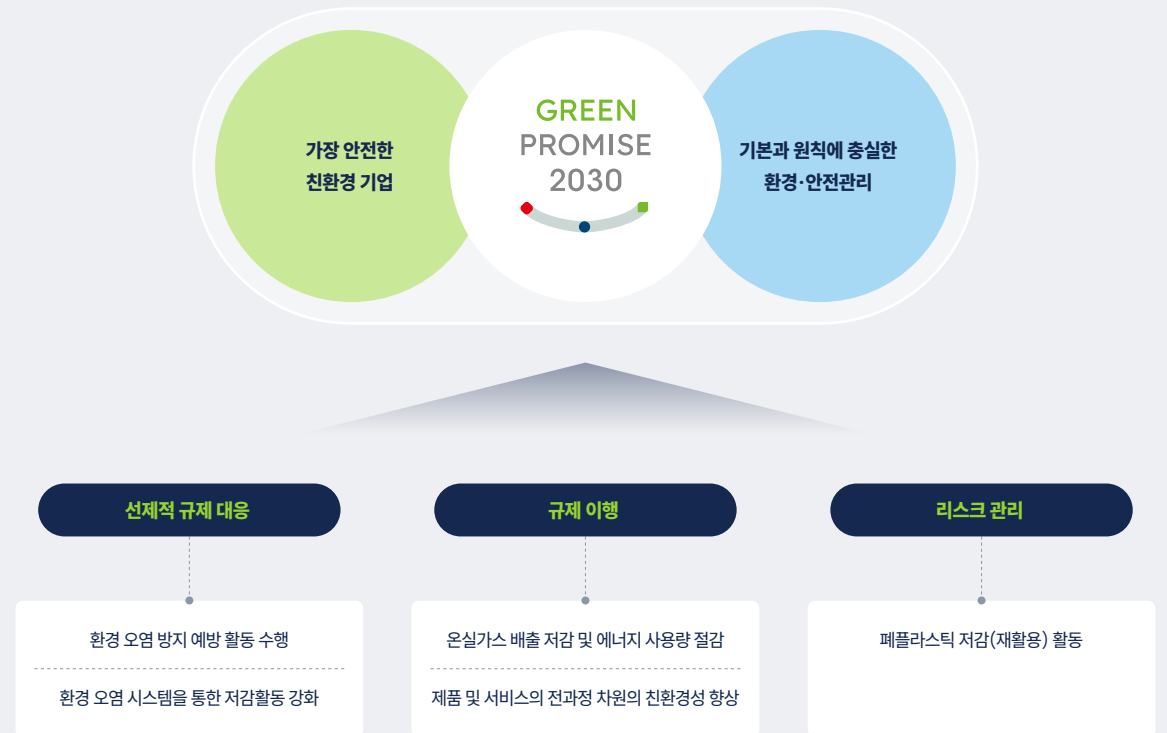 가장 안전한
친환경 기업
GREEN
PROMISE
2030
기본과 원칙에 충실한
환경·안전관리
선제적 규제 대응
규제 이행
리스크 관리
환경 오염 방지 예방 활동 수행
환경 오염 시스템을 통한 저감활동 강화
온실가스 배출 저감 및 에너지 사용량 절감
제품 및 서비스의 전과정 차원의 친환경성 향상
폐플라스틱 저감(재활용) 활동